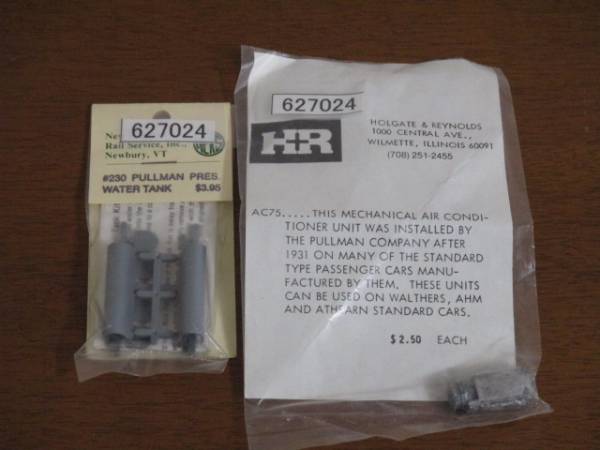 627024
Rail Service, Inc.,
Newbury, VT
#230 PULLMAN PRES.
WATER TANK $3.95
627024
H+R
HOLGATE & REYNOLDS
1000 CENTRAL AVE.,
WILMETTE, ILLINOIS 60091
(708) 251-2455
AC75.....THIS MECHANICAL AIR CONDI-
TIONER UNIT WAS INSTALLED BY
THE PULLMAN COMPANY AFTER
1931 ON MANY OF THE STANDARD
TYPE PASSENGER CARS MANU-
FACTURED BY THEM. THESE UNITS
CAN BE USED ON WALTHERS, AHM
AND ATHEARN STANDARD CARS.
$2.50 EACH